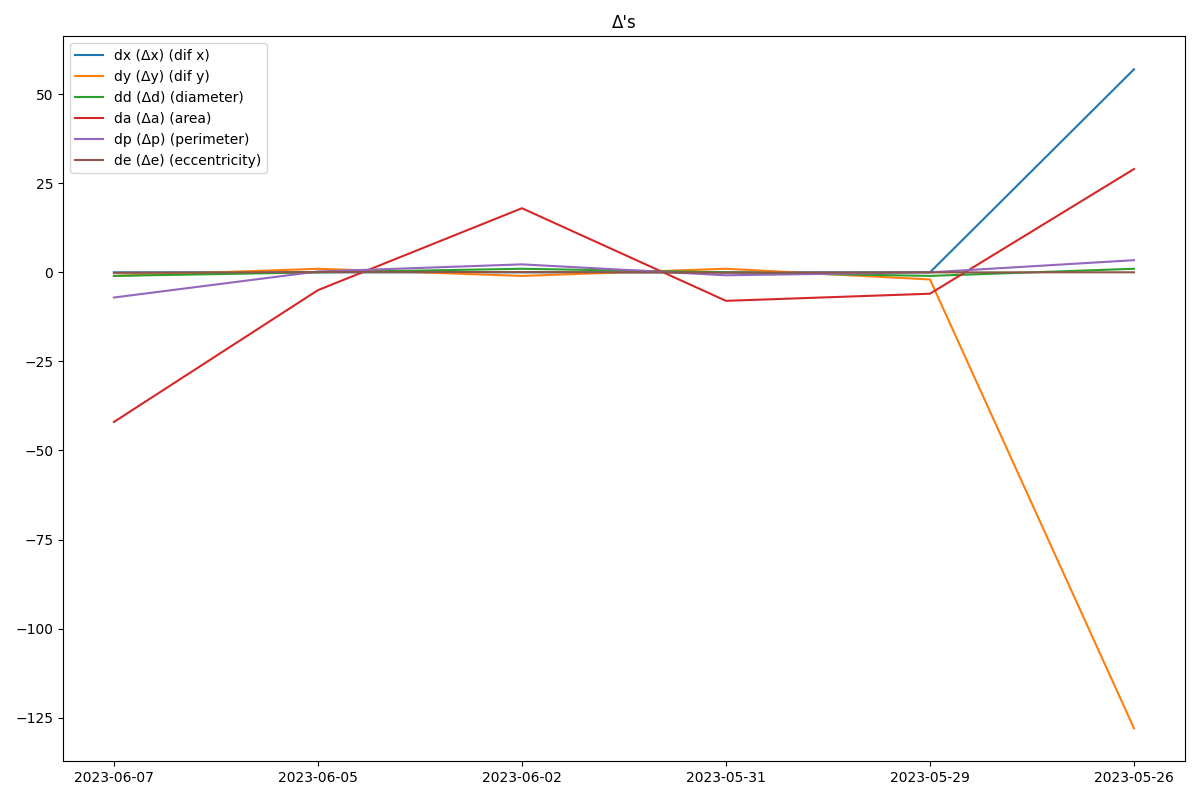 Δ's
dx (Δx) (dif x)
dy (Δy) (dif y)
dd (Δd) (diameter)
da (Δa) (area)
dp (Δp) (perimeter)
de (Δe) (eccentricity)
50
25
0
−25
−50
−75
−100
−125
2023-06-07 2023-06-05 2023-06-02 2023-05-31 2023-05-29 2023-05-26